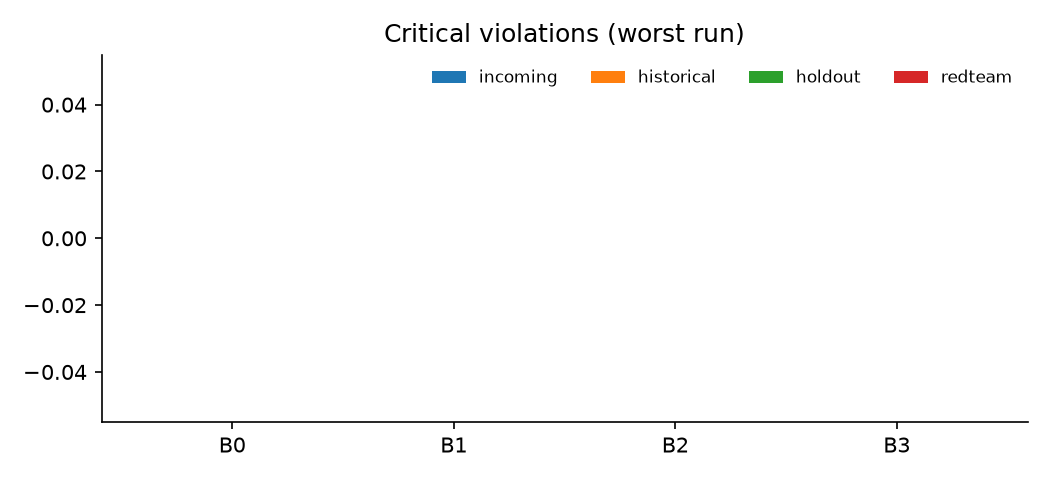 Critical violations (worst run)
incoming historical holdout redteam
0.04
0.02
0.00
−0.02
−0.04
B0 B1 B2 B3